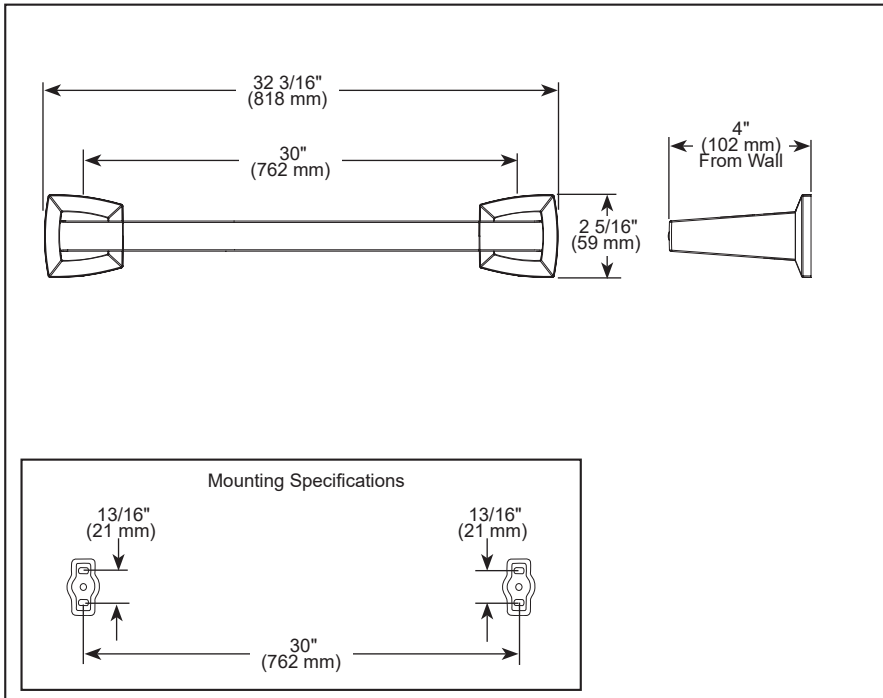 32 3/16"
(818 mm)
30"
(762 mm)
4"
(102 mm)
From Wall
2 5/16"
(59 mm)
Mounting Specifications
13/16"
(21 mm)
13/16"
(21 mm)
30"
(762 mm)